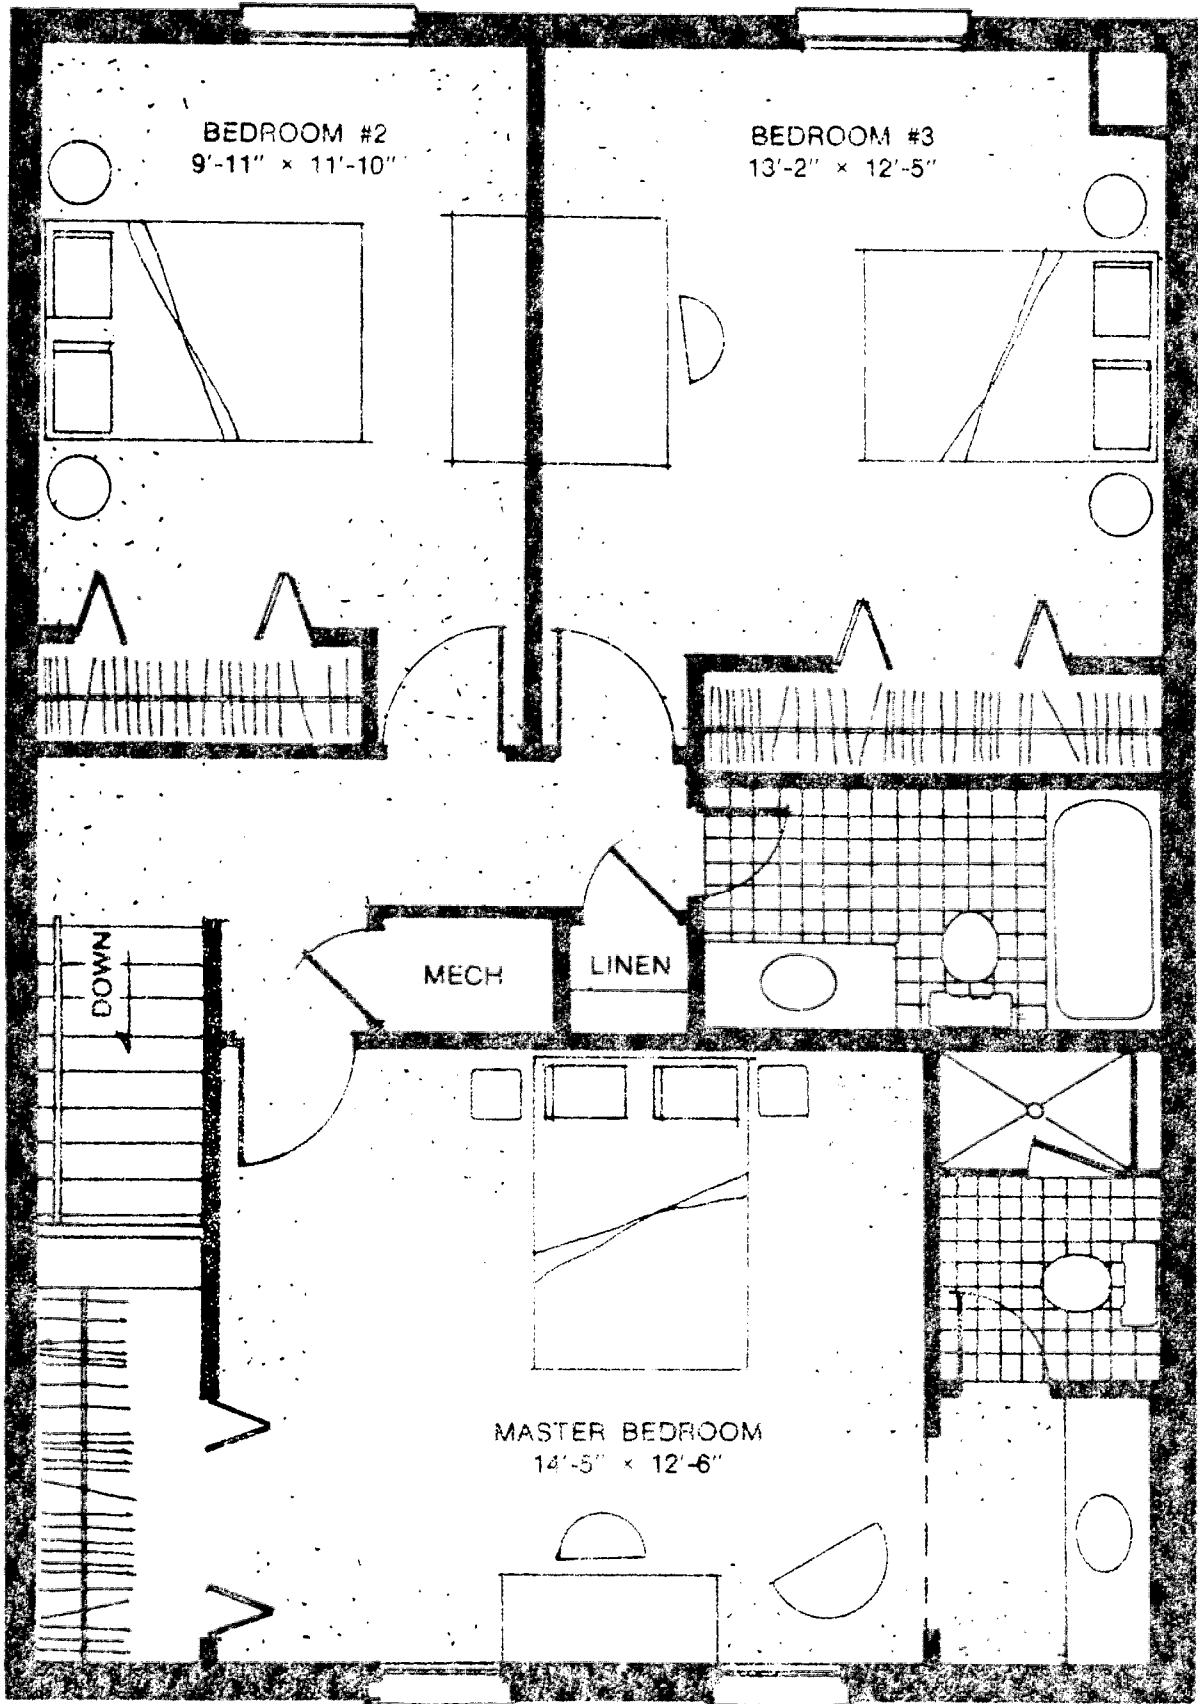 BEDROOM #2
9'-11" × 11'-10"
BEDROOM #3
13'-2" × 12'-5"
DOWN
MECH
LINEN
MASTER BEDROOM
14'-5" × 12'-6"